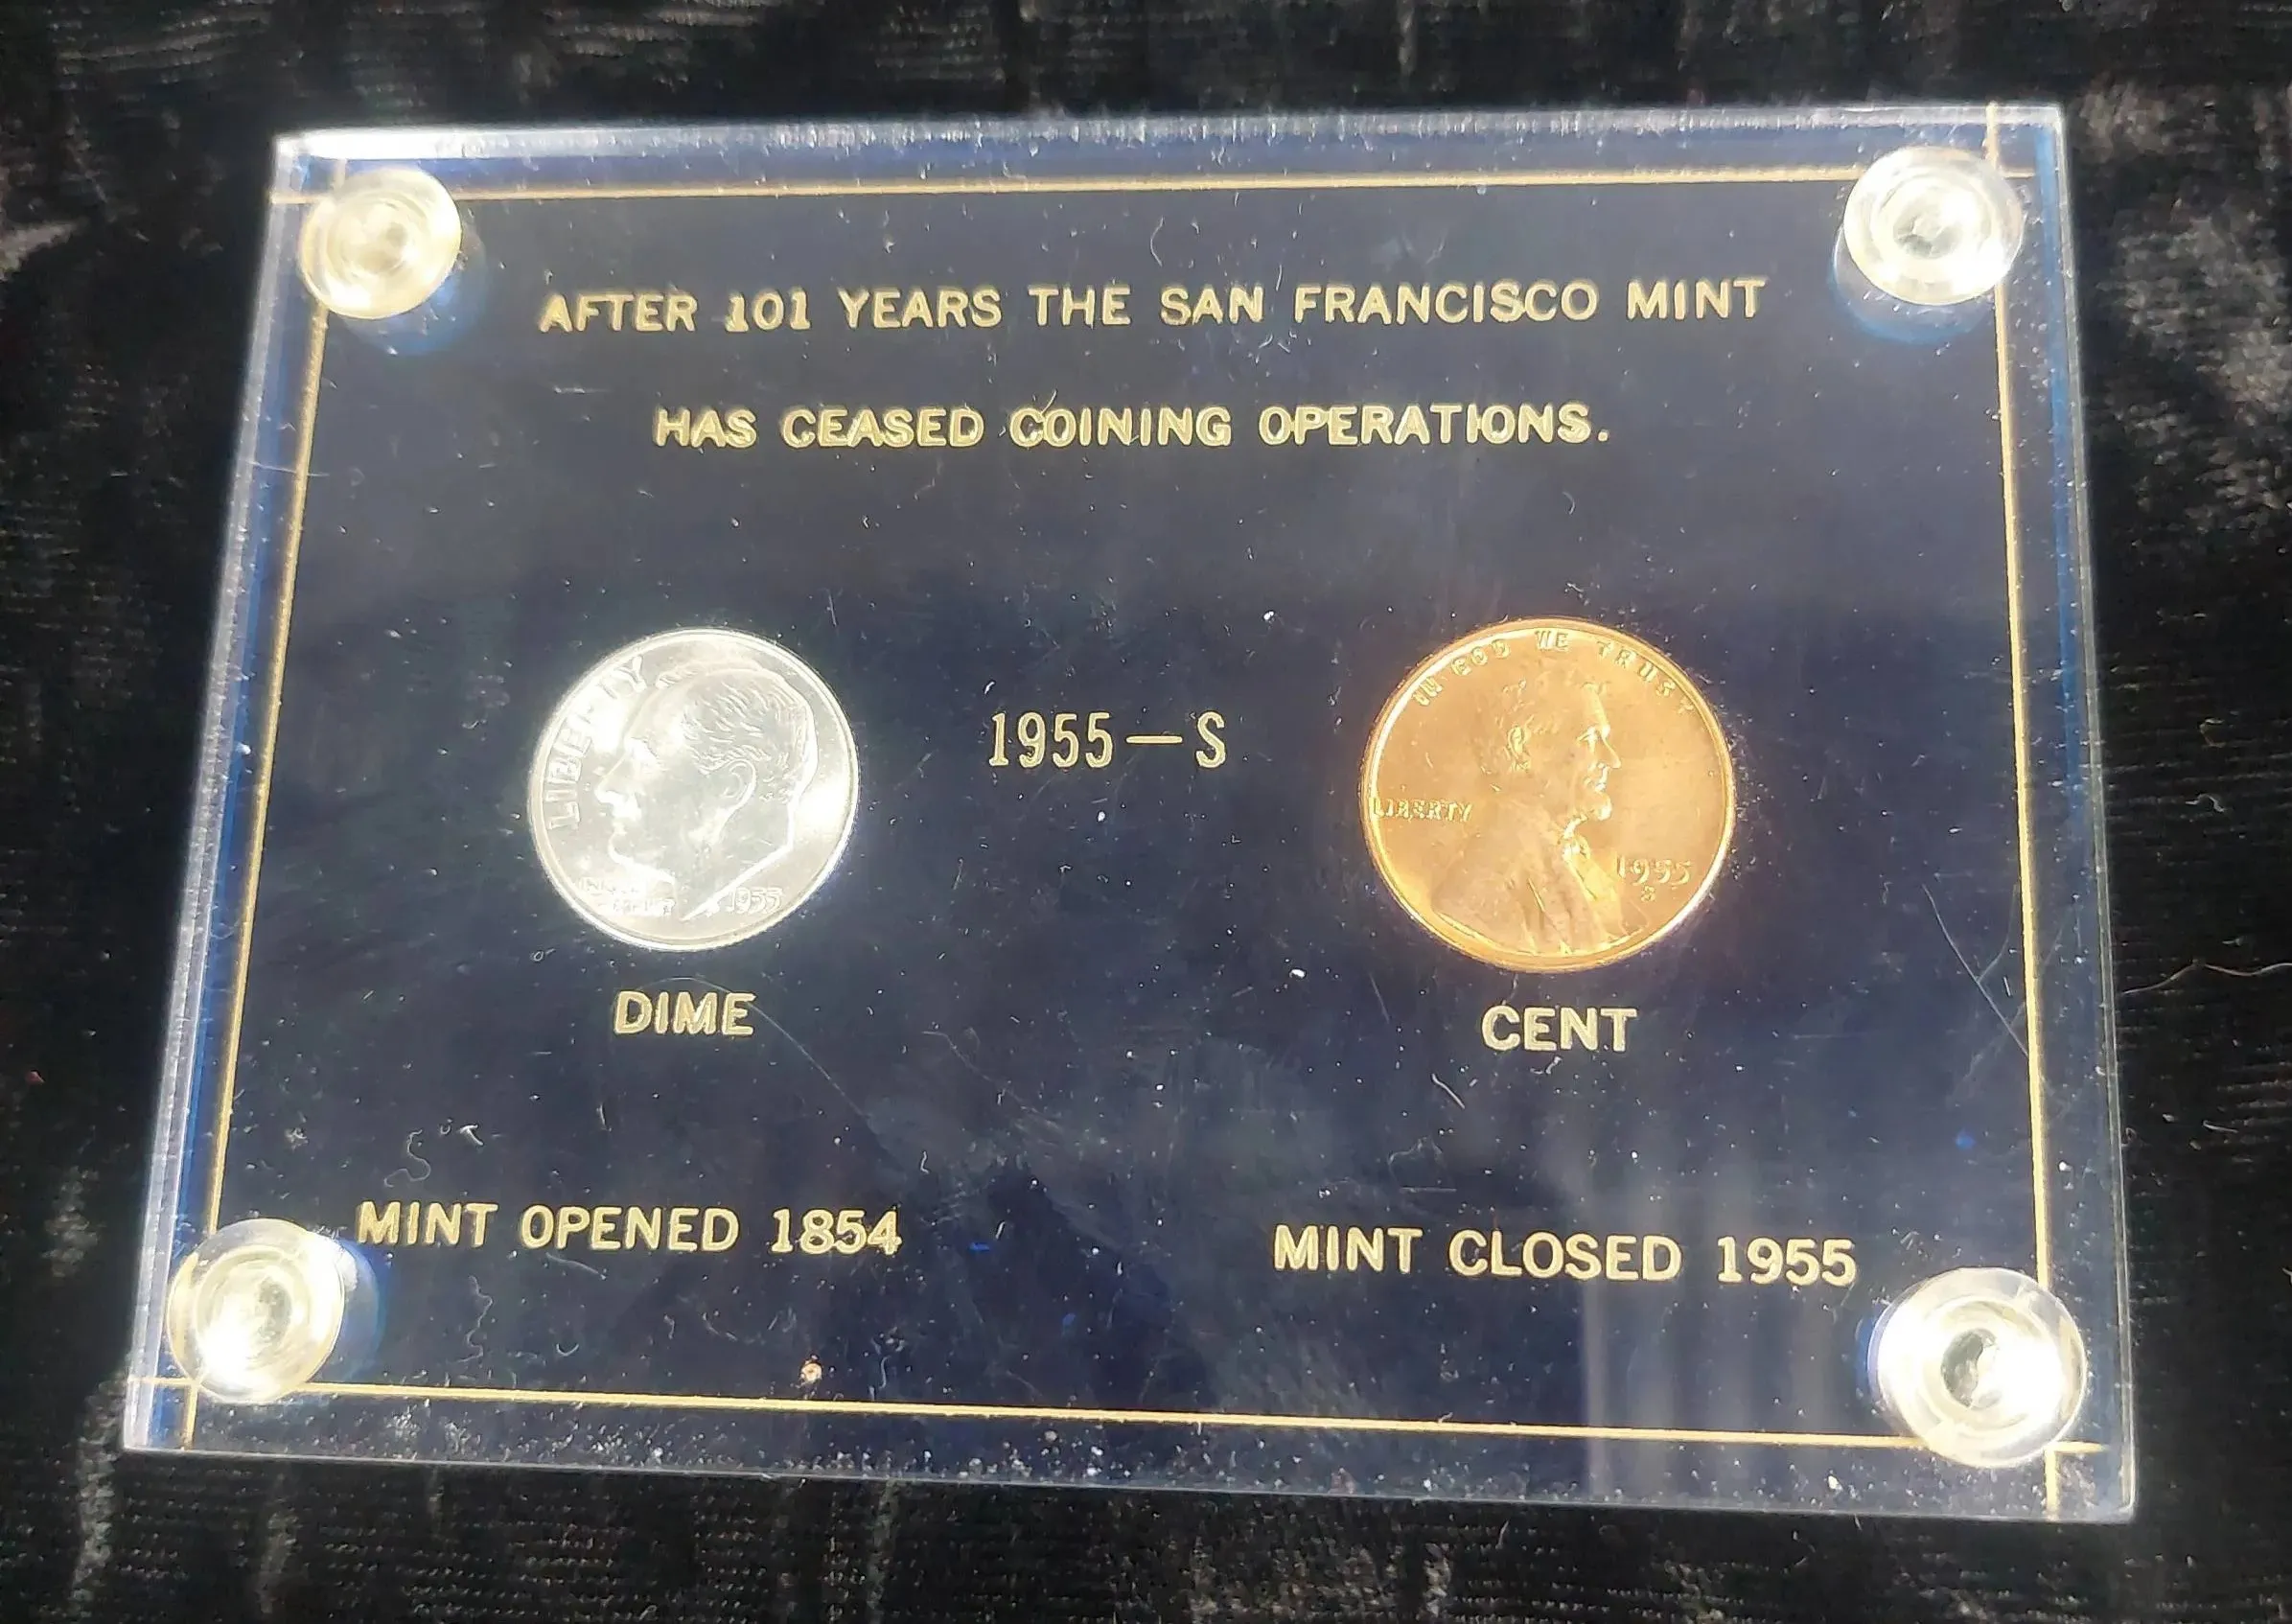 AFTER 101 YEARS THE SAN FRANCISCO MINT
HAS CEASED COINING OPERATIONS.
LIBERTY
1955
1955-S
IN GOD WE TRUST
LIBERTY
1955
S
DIME
CENT
MINT OPENED 1854
MINT CLOSED 1955